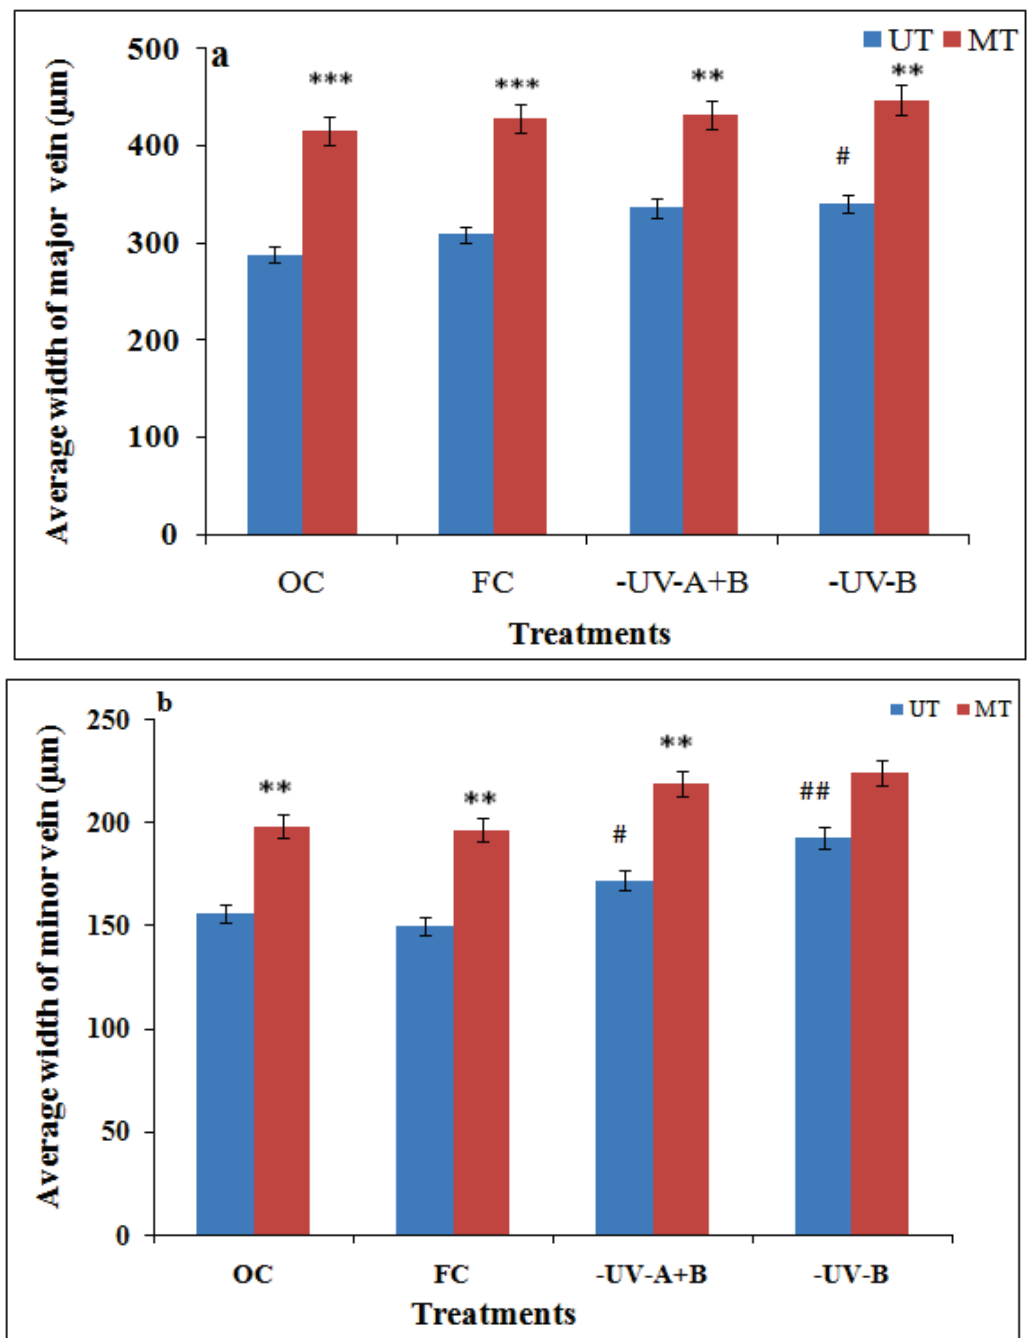 a
UT MT
Average width of major vein (µm)
500
400
300
200
100
0
***
***
**
**
#
OC FC -UV-A+B -UV-B
Treatments
b
UT MT
Average width of minor vein (µm)
250
200
150
100
50
0
**
**
**
#
##
OC FC -UV-A+B -UV-B
Treatments